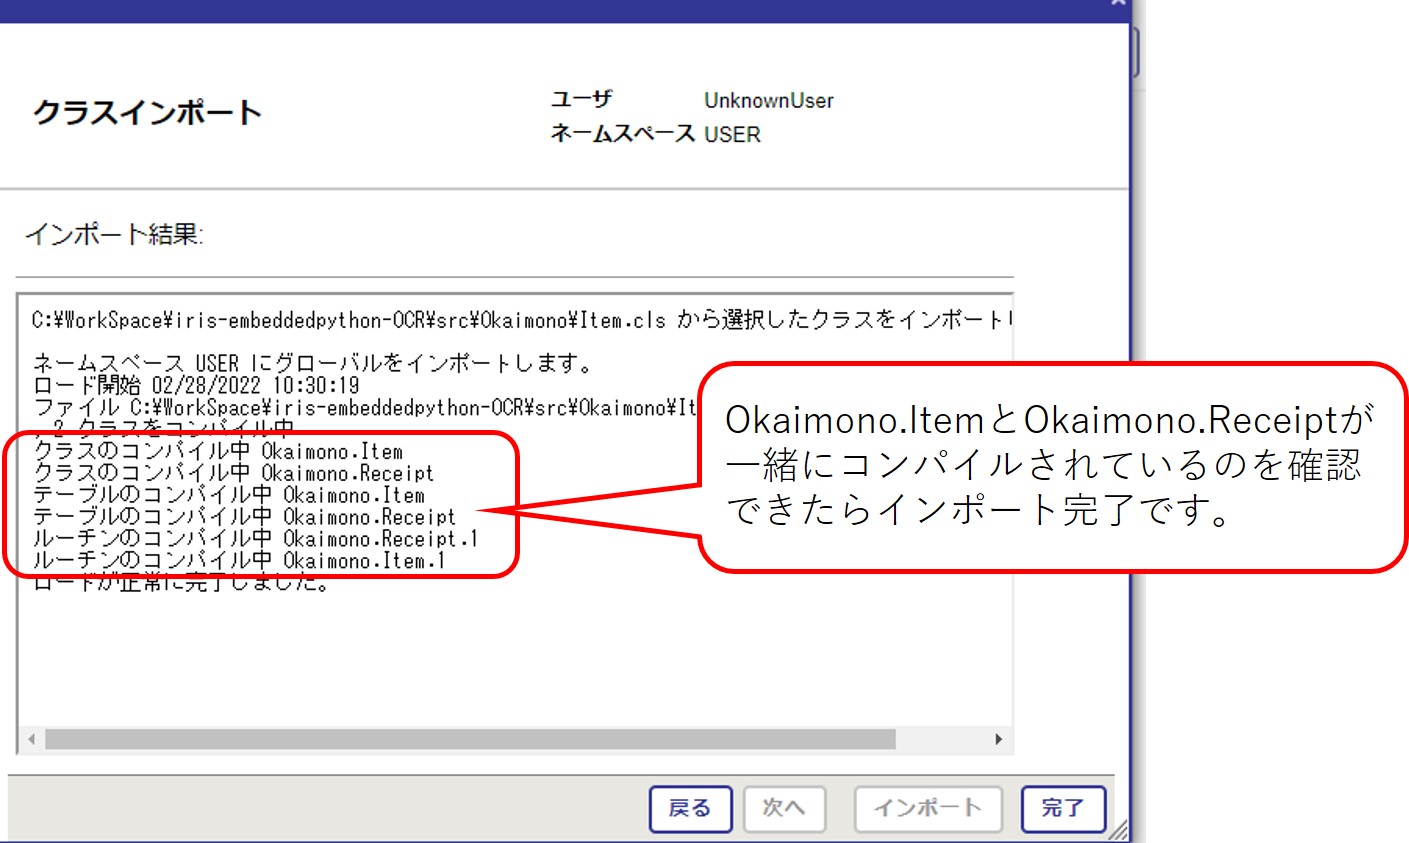 クラスインポート
ユーザ UnknownUser
ネームスペース USER
インポート結果:
C:¥WorkSpace¥iris-embeddedpython-OCR¥src¥Okaimono¥Item.cls から選択したクラスをインポート
ネームスペース USER にグローバルをインポートします。
ロード開始 02/28/2022 10:30:19
ファイル C:¥WorkSpace¥iris-embeddedpython-OCR¥src¥Okaimono¥It
, 2 クラスをコンパイル中
クラスのコンパイル中 Okaimono.Item
クラスのコンパイル中 Okaimono.Receipt
テーブルのコンパイル中 Okaimono.Item
テーブルのコンパイル中 Okaimono.Receipt
ルーチンのコンパイル中 Okaimono.Receipt.1
ルーチンのコンパイル中 Okaimono.Item.1
ロードが正常に完了しました。
Okaimono.ItemとOkaimono.Receiptが
一緒にコンパイルされているのを確認
できたらインポート完了です。
戻る 次へ インポート 完了